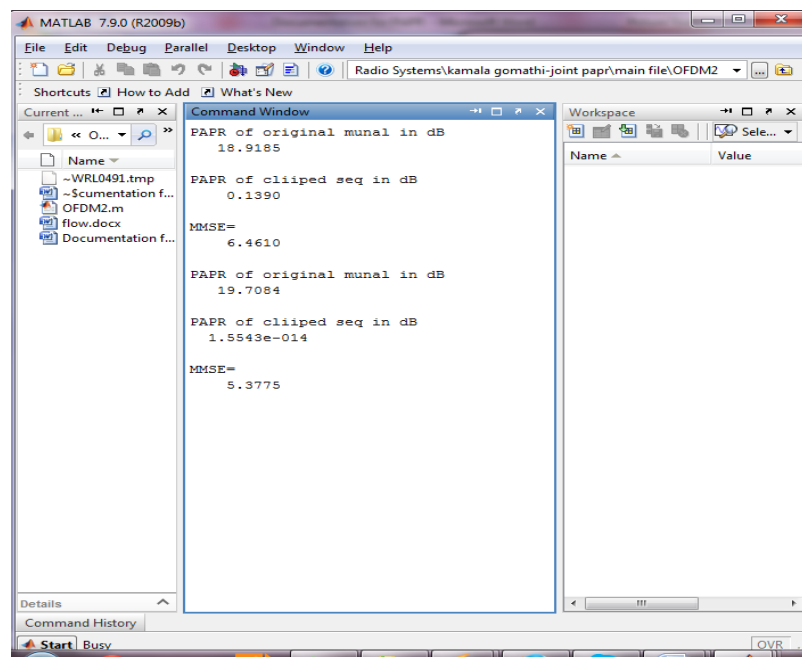 MATLAB 7.9.0 (R2009b)
File Edit Debug Parallel Desktop Window Help
Radio Systems\kamala gomathi-joint papr\main file\OFDM2
Shortcuts How to Add What's New
Current ...
« O...
Name
~WRL0491.tmp
~$cumentation f...
OFDM2.m
flow.docx
Documentation f...
Details
Command Window
PAPR of original munal in dB
18.9185
PAPR of cliiped seq in dB
0.1390
MMSE=
6.4610
PAPR of original munal in dB
19.7084
PAPR of cliiped seq in dB
1.5543e-014
MMSE=
5.3775
Workspace
Sele...
Name Value
Command History
Start Busy
OVR